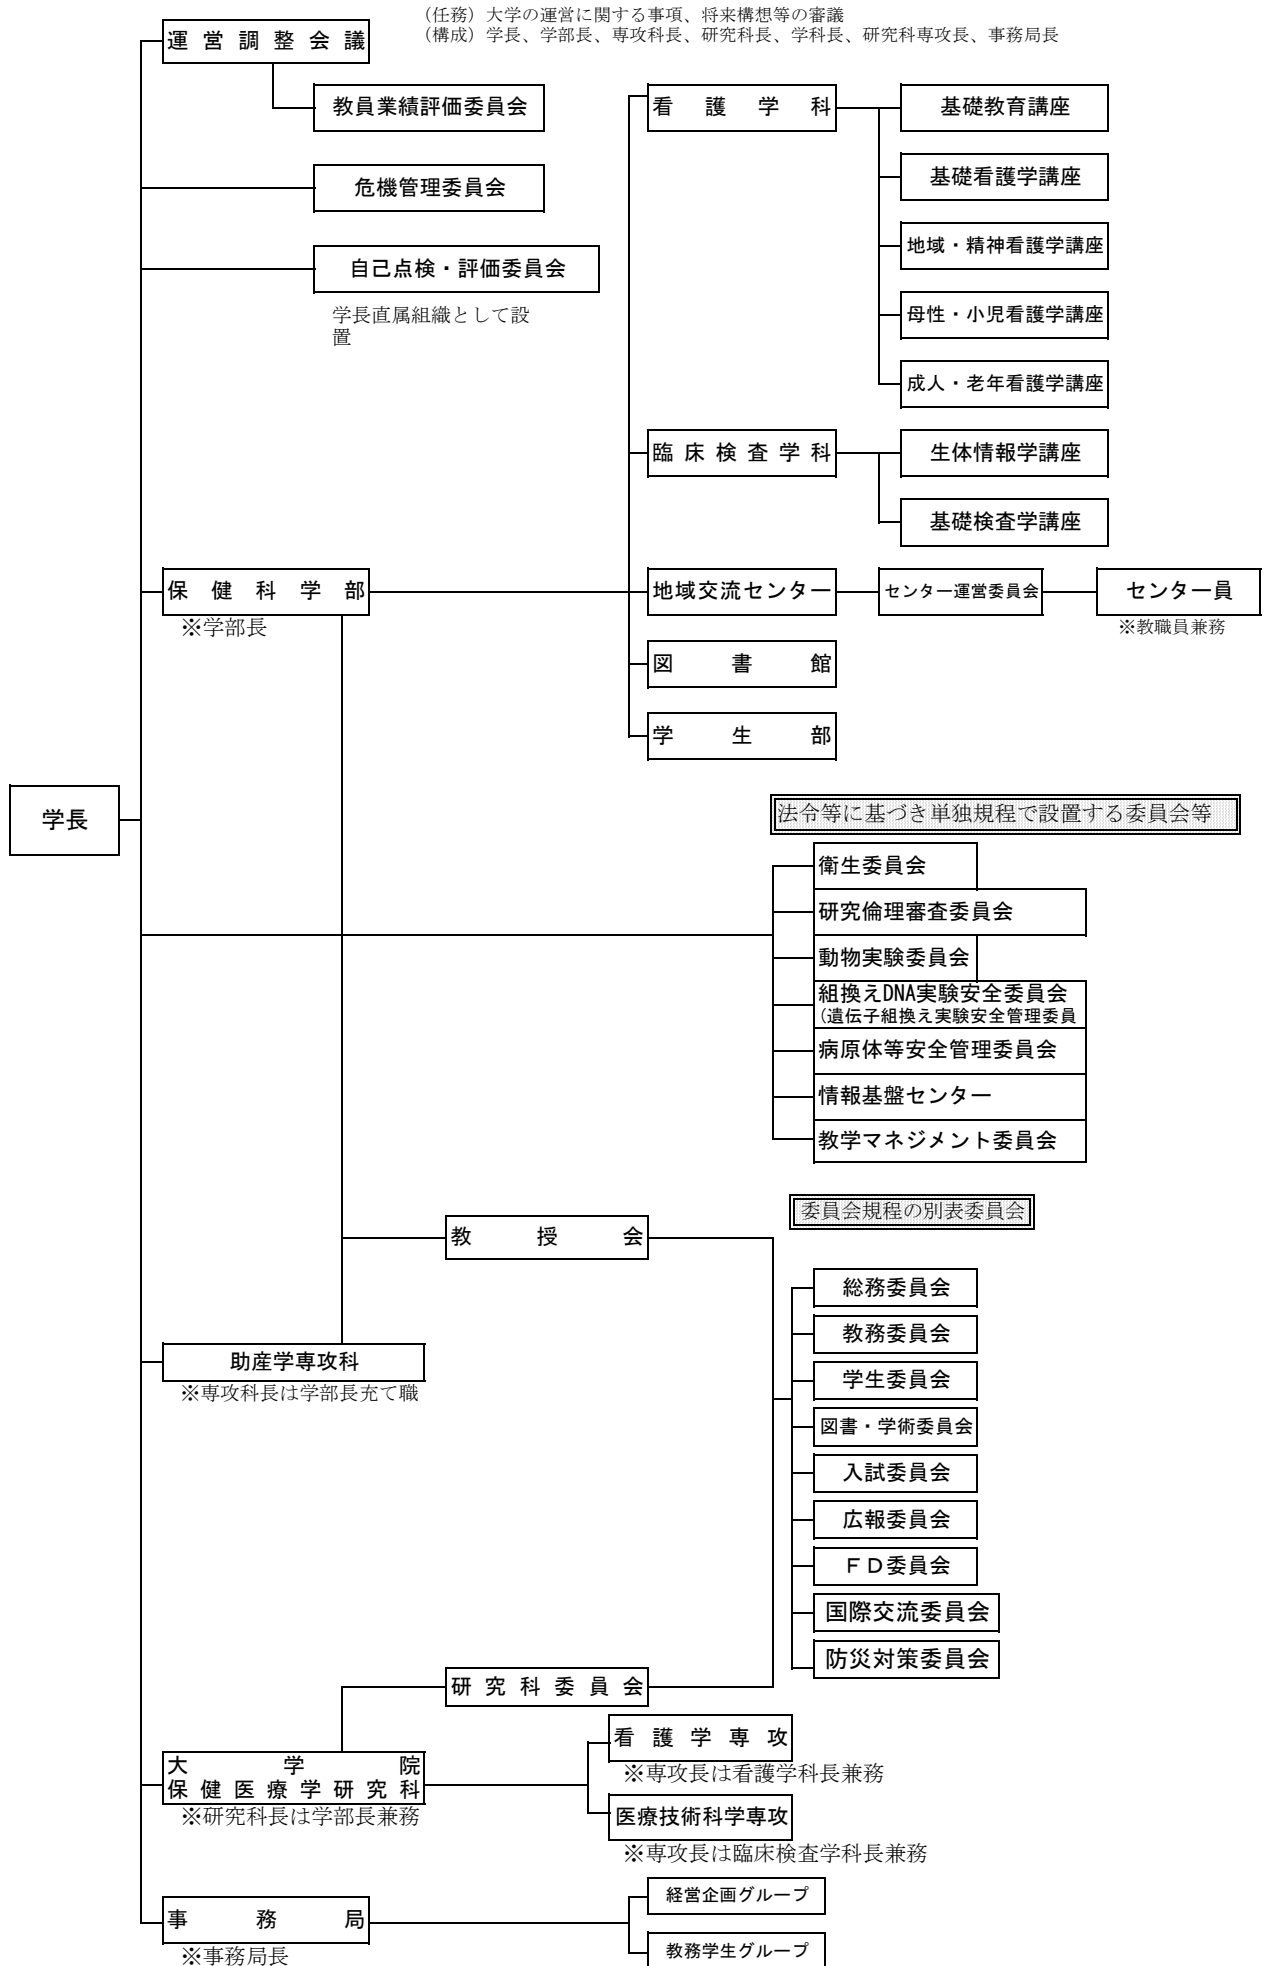 （任務）大学の運営に関する事項、将来構想等の審議
（構成）学長、学部長、専攻科長、研究科長、学科長、研究科専攻長、事務局長
運営調整会議
教員業績評価委員会
危機管理委員会
自己点検・評価委員会
学長直属組織として設
置
看護学科
基礎教育講座
基礎看護学講座
地域・精神看護学講座
母性・小児看護学講座
成人・老年看護学講座
臨床検査学科
生体情報学講座
基礎検査学講座
保健科学部
※学部長
地域交流センター
センター運営委員会
センター員
※教職員兼務
図書館
学生部
学長
法令等に基づき単独規程で設置する委員会等
衛生委員会
研究倫理審査委員会
動物実験委員会
組換えDNA実験安全委員会
(遺伝子組換え実験安全管理委員
病原体等安全管理委員会
情報基盤センター
教学マネジメント委員会
委員会規程の別表委員会
教授会
総務委員会
教務委員会
学生委員会
図書・学術委員会
入試委員会
広報委員会
ＦＤ委員会
国際交流委員会
防災対策委員会
助産学専攻科
※専攻科長は学部長充て職
研究科委員会
大学院
保健医療学研究科
※研究科長は学部長兼務
看護学専攻
※専攻長は看護学科長兼務
医療技術科学専攻
※専攻長は臨床検査学科長兼務
事務局
※事務局長
経営企画グループ
教務学生グループ